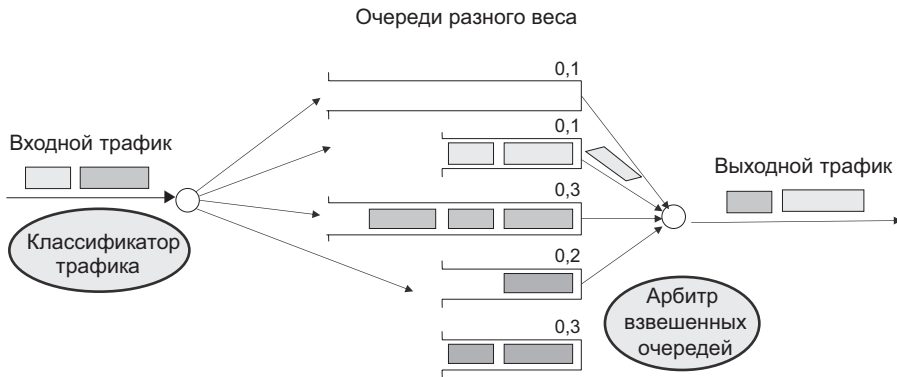 Очереди разного веса
0,1
0,1
Входной трафик
Выходной трафик
0,3
Классификатор
трафика
0,2
Арбитр
взвешенных
очередей
0,3